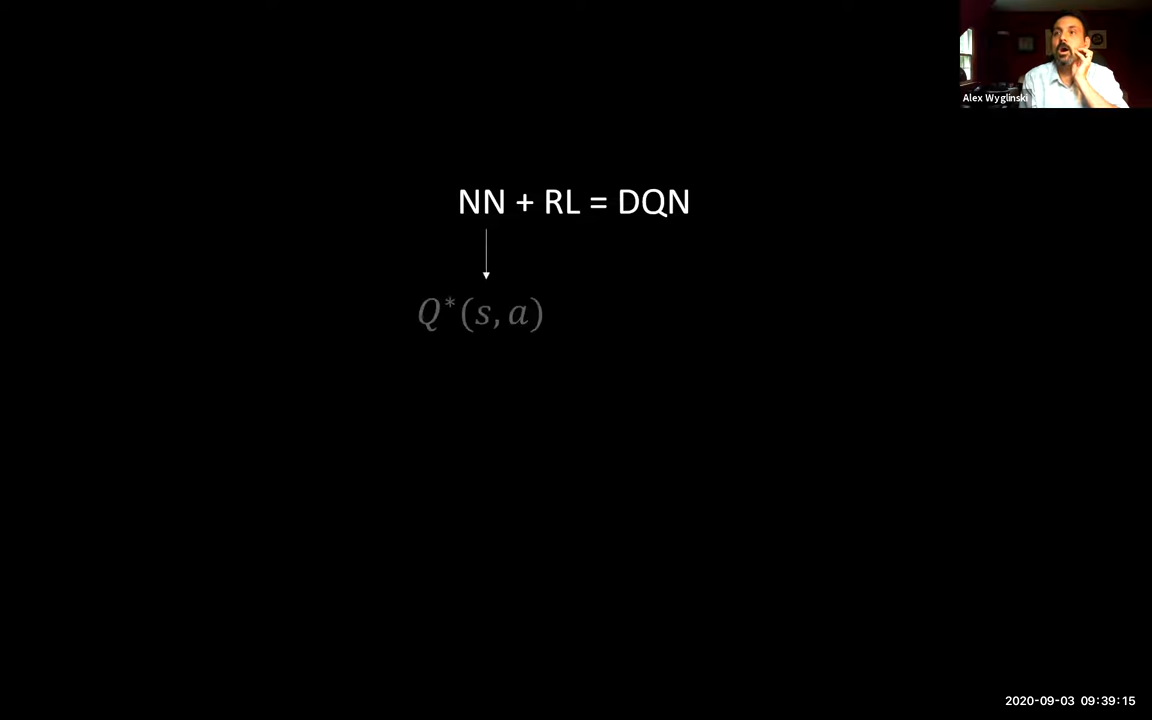 Alex Wyglinski
NN + RL = DQN
Q*(s, a)
2020-09-03 09:39:15